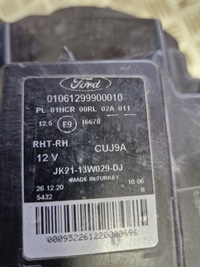 Ford
01061299900010
PL 01HCR 00RL 02A 011
12.5 E9 16678
RHT-RH CUJ9A
12 V
JK21-13W029-DJ
MADE IN TURKEY
26.12.20 10 06
5432
0009522612200000696